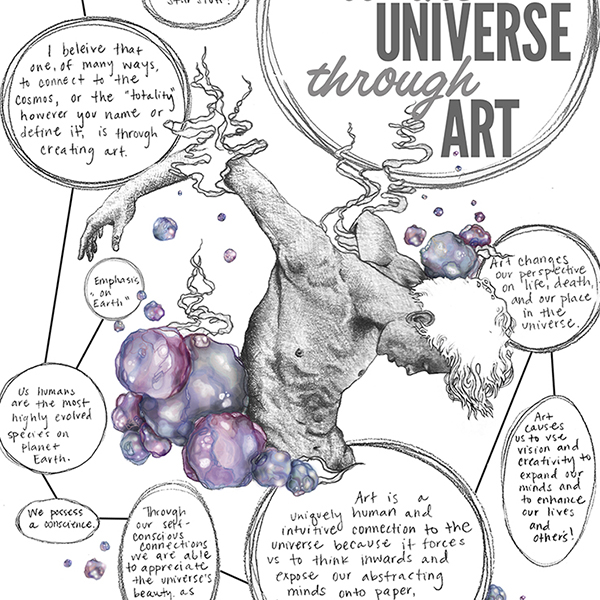 star stuff!
UNIVERSE
through
ART
I beleive that
one, of many ways,
to connect to the
cosmos, or the "totality"
however you name or
define it, is through
creating art.
Emphasis
"on
Earth"
Art changes
our perspective
on life, death,
and our place
in the
universe.
Us humans
are the most
highly evolved
species on
Planet
Earth.
Art
causes
us to use
vision and
creativity to
expand our
minds and
to enhance
our lives
and
others!
We possess
a conscience.
Through
our self-
conscious
connections
we are able
to appreciate
the universe's
beauty. as
Art is a
uniquely human and
intuitive connection to the
universe because it forces
us to think inwards and
expose our abstracting
minds onto paper,